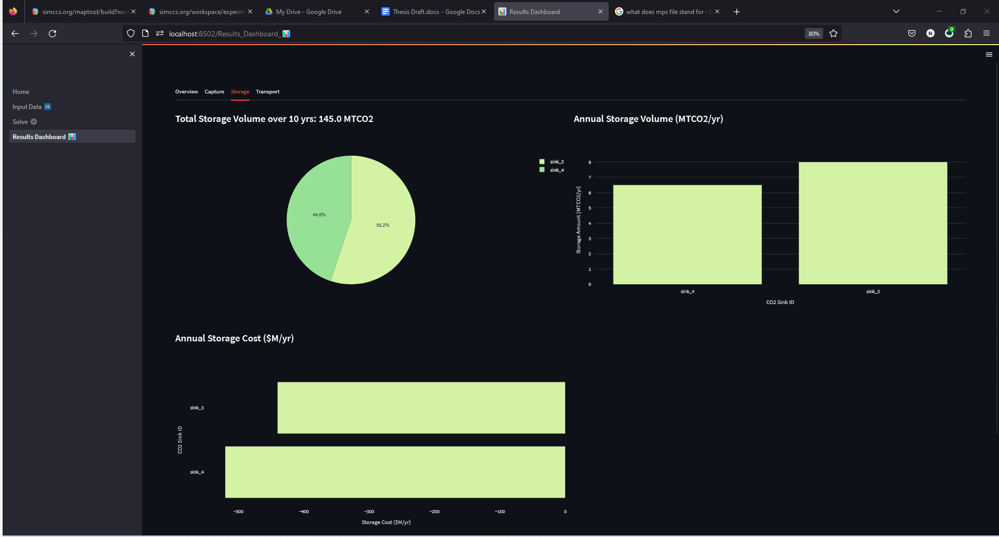 simccs.org/maptool/build?work
simccs.org/workspace/experim
My Drive - Google Drive
Thesis Draft.docx - Google Docs
Results Dashboard
what does mps file stand for - G
localhost:8502/Results_Dashboard_
80%
N
0
Home
Input Data
Solve
Results Dashboard
Overview Capture Storage Transport
Total Storage Volume over 10 yrs: 145.0 MTCO2
sink_3
sink_4
44.8%
55.2%
Annual Storage Volume (MTCO2/yr)
8
7
6
5
4
3
2
1
0
Storage Amount (MTCO2/yr)
sink_4 sink_3
CO2 Sink ID
Annual Storage Cost ($M/yr)
sink_3
CO2 Sink ID
sink_4
−500 −400 −300 −200 −100 0
Storage Cost ($M/yr)